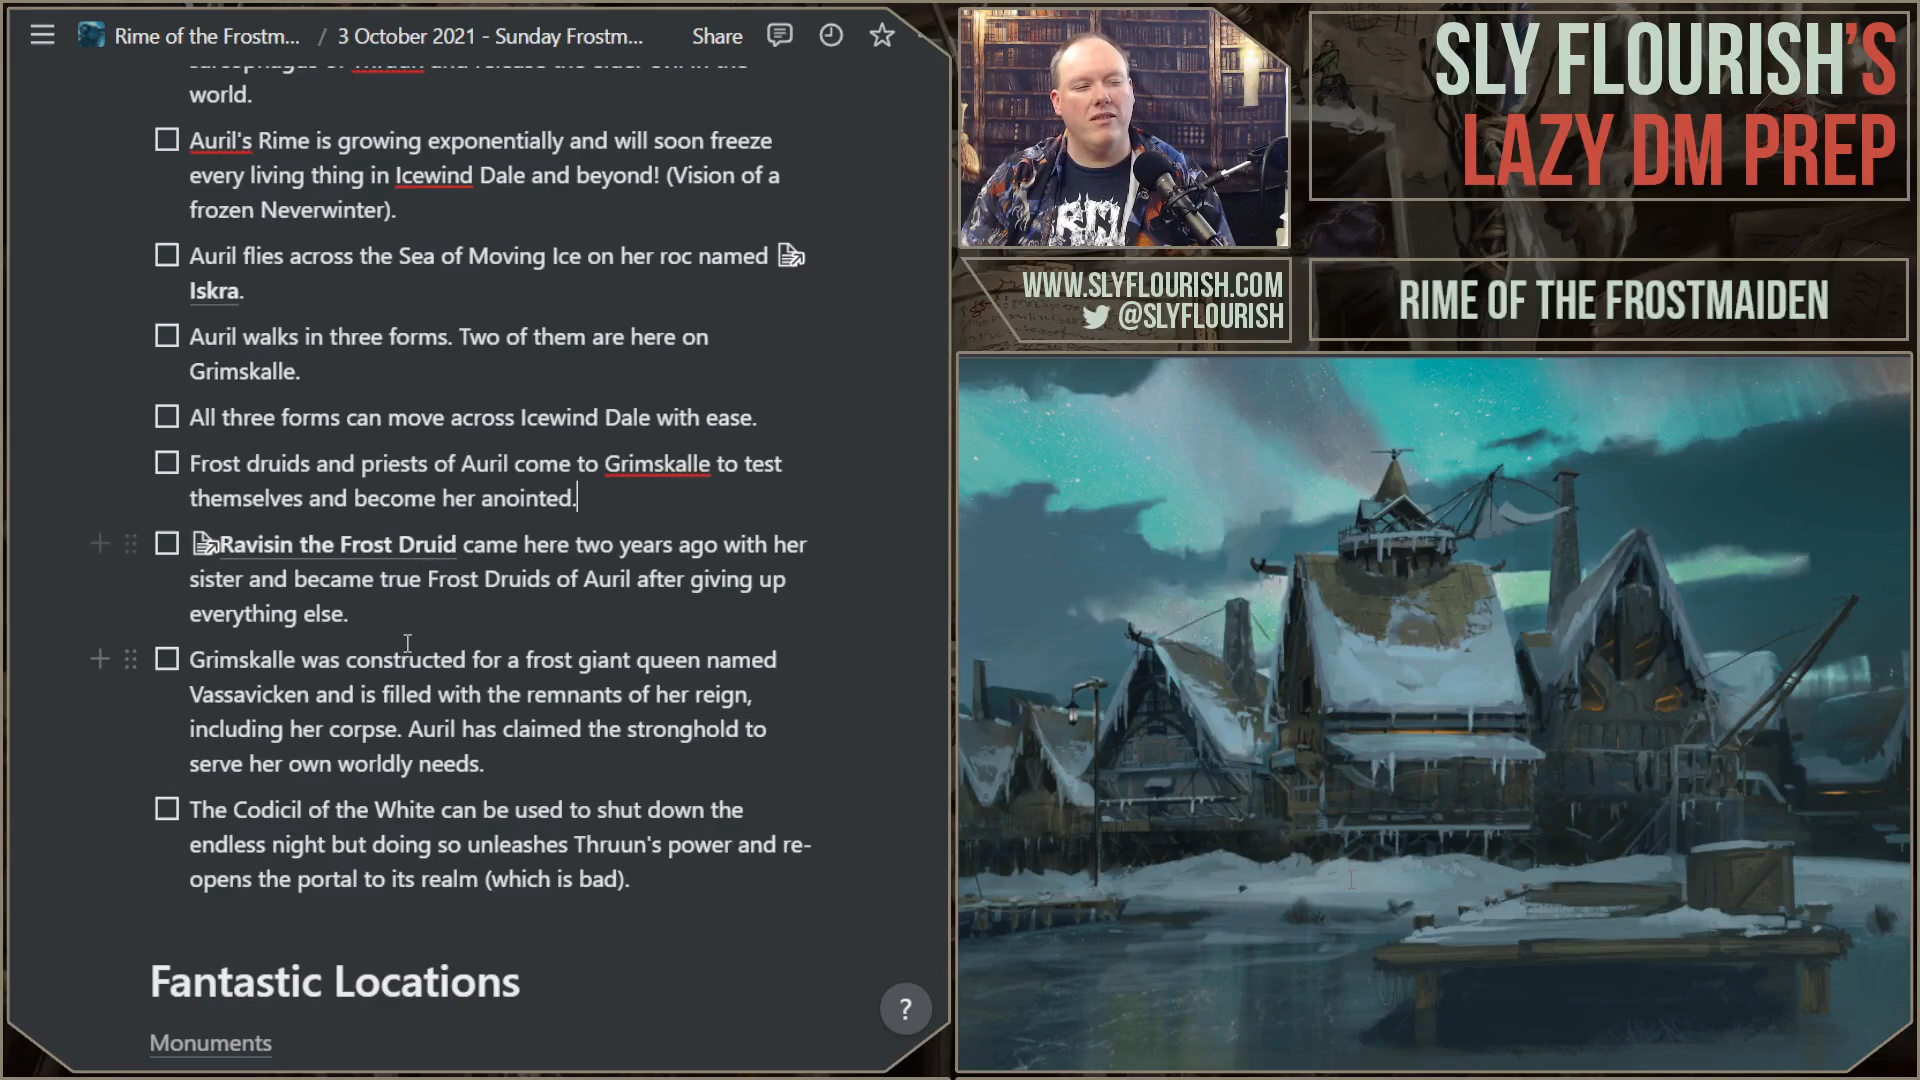 Rime of the Frostm... / 3 October 2021 - Sunday Frostm... Share
world.
Auril's Rime is growing exponentially and will soon freeze
every living thing in Icewind Dale and beyond! (Vision of a
frozen Neverwinter).
Auril flies across the Sea of Moving Ice on her roc named
Iskra.
Auril walks in three forms. Two of them are here on
Grimskalle.
All three forms can move across Icewind Dale with ease.
Frost druids and priests of Auril come to Grimskalle to test
themselves and become her anointed.
Ravisin the Frost Druid came here two years ago with her
sister and became true Frost Druids of Auril after giving up
everything else.
Grimskalle was constructed for a frost giant queen named
Vassavicken and is filled with the remnants of her reign,
including her corpse. Auril has claimed the stronghold to
serve her own worldly needs.
The Codicil of the White can be used to shut down the
endless night but doing so unleashes Thruun's power and re-
opens the portal to its realm (which is bad).
Fantastic Locations
Monuments
?
SLY FLOURISH'S
LAZY DM PREP
WWW.SLYFLOURISH.COM
@SLYFLOURISH
RIME OF THE FROSTMAIDEN